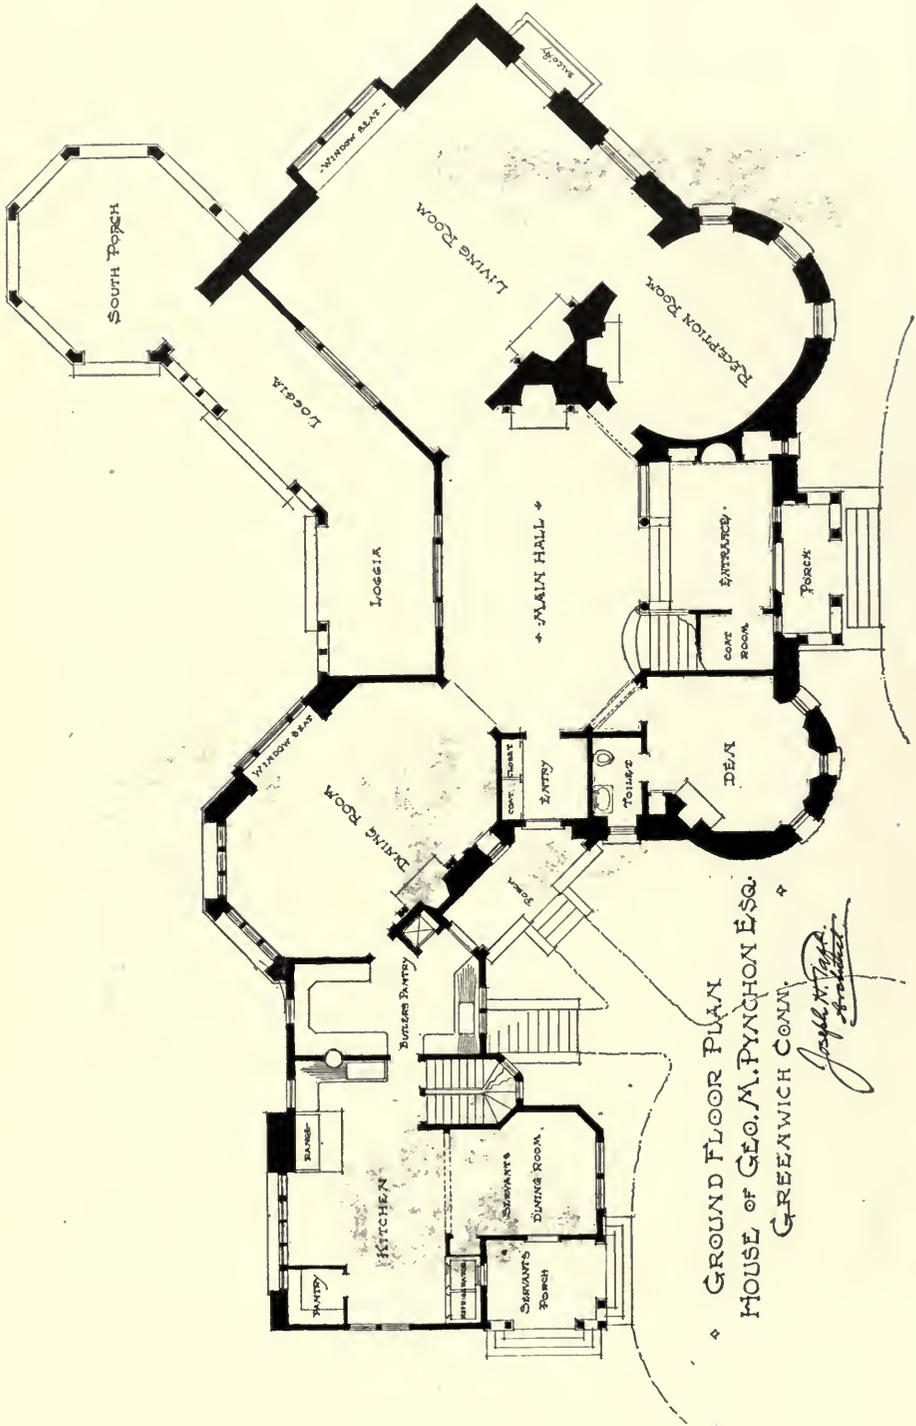 BALCONY
-WINDOW SEAT-
LIVING ROOM
SOUTH PORCH
RECEPTION ROOM
LOGGIA
LOGGIA
MAIN HALL
ENTRANCE.
PORCH
COAT
ROOM
WINDOW SEAT
DINING ROOM
COAT CLOSET
ENTRY
TOILET
DEN
PORCH
BUTLERS PANTRY
RANGE
KITCHEN
SERVANTS
DINING ROOM.
PANTRY
REFRIGERATOR
SERVANTS
PORCH
GROUND FLOOR PLAN
HOUSE OF GEO. M. PYNCHON ESQ.
GREENWICH CONN.
Joseph H. Taft.
Architect